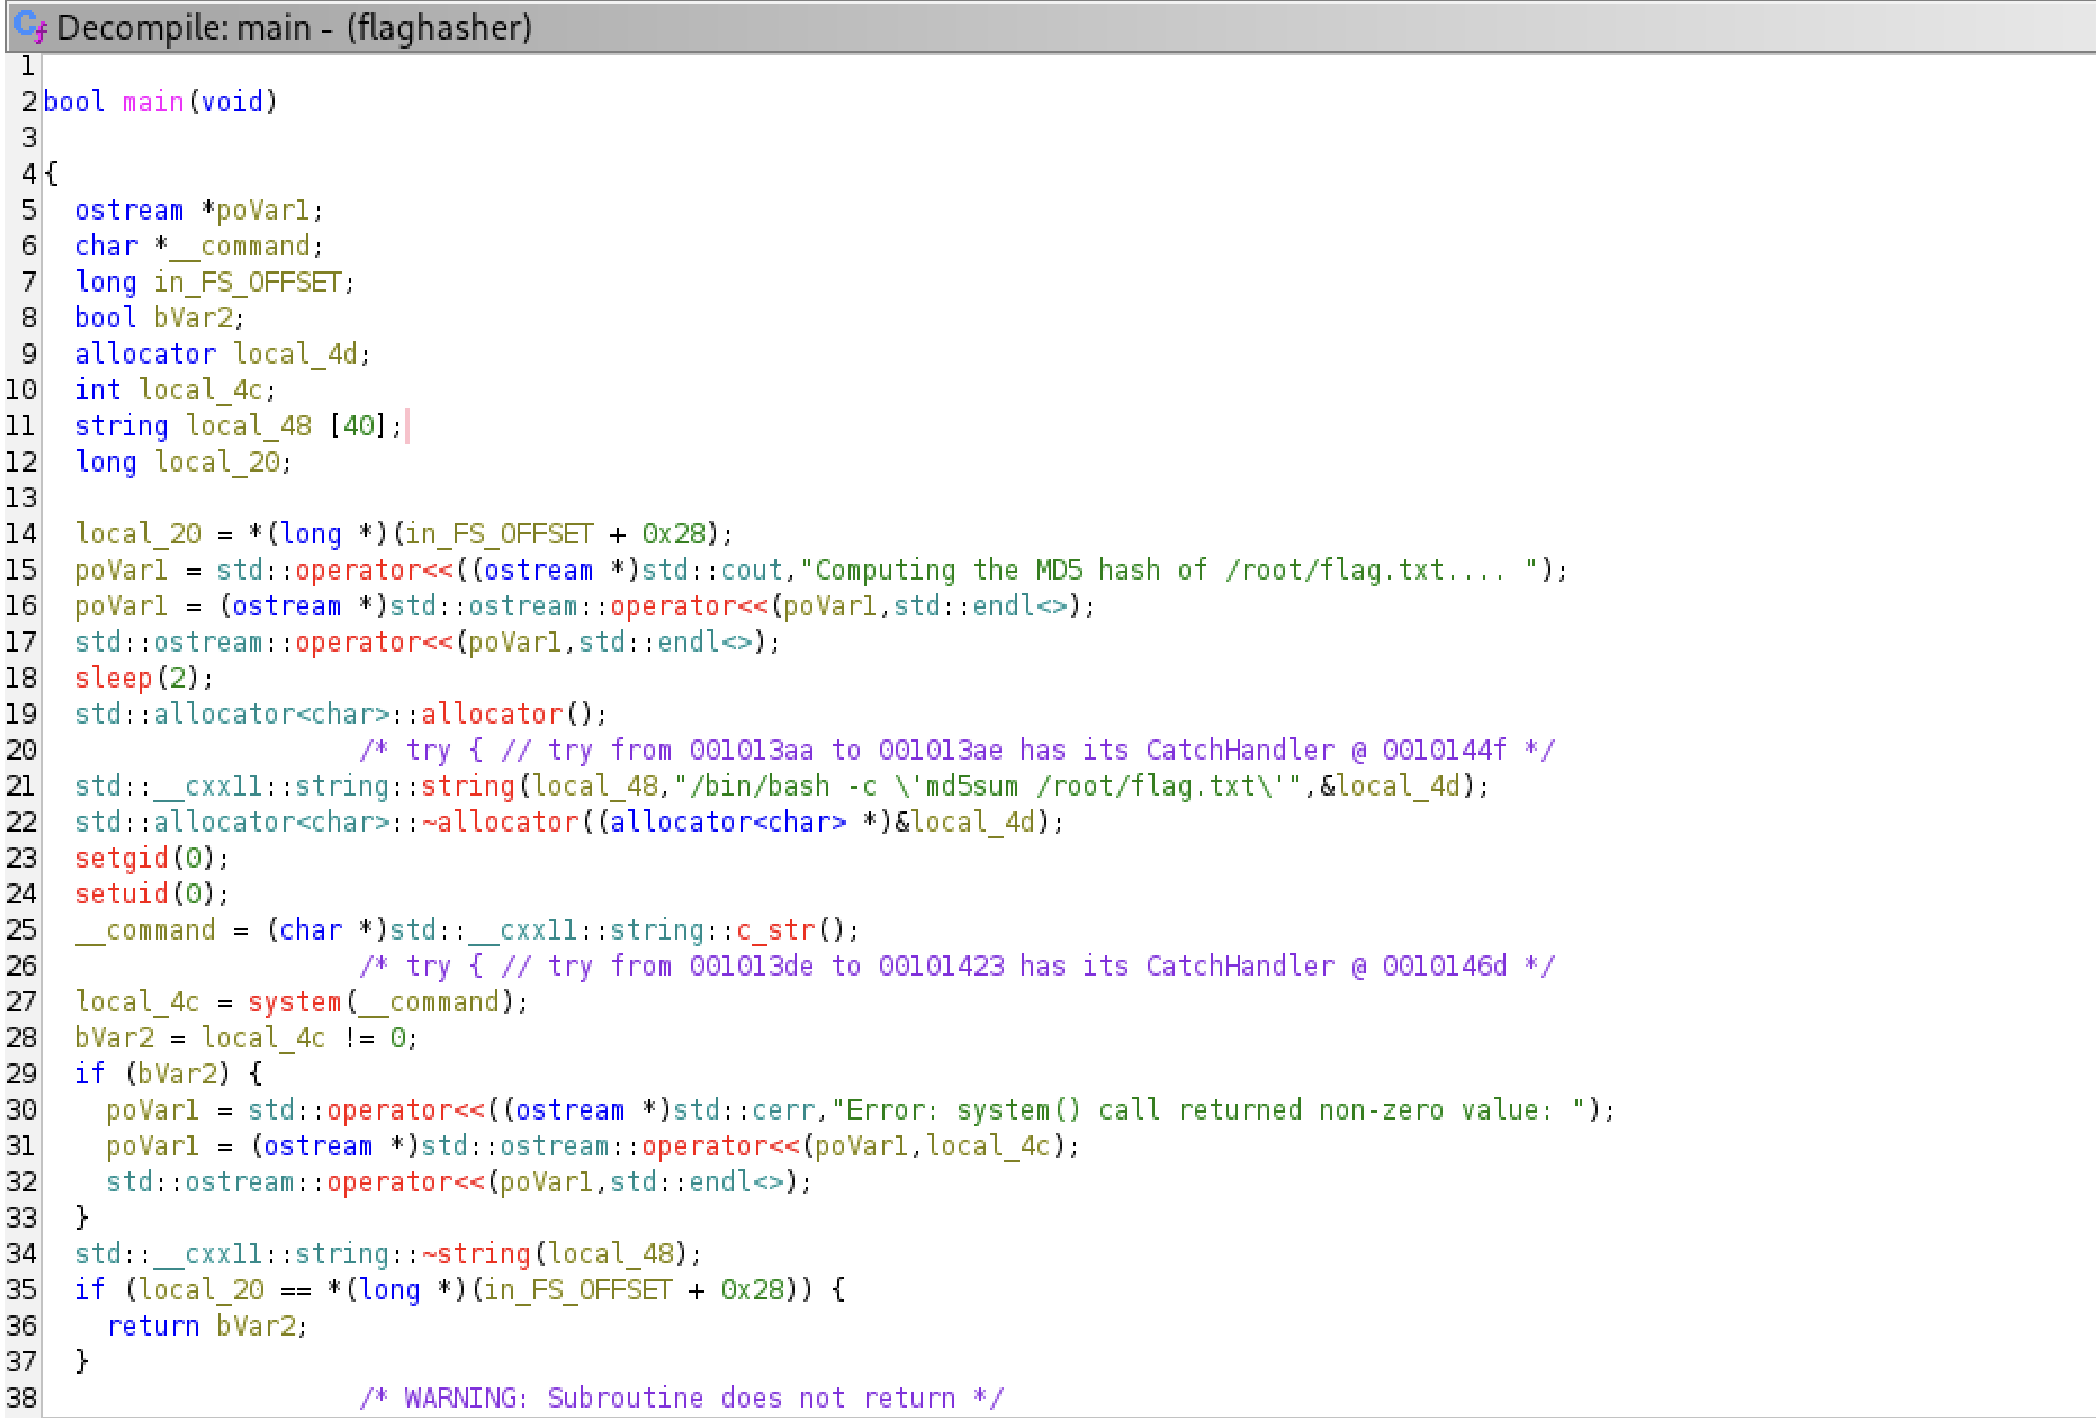 Decompile: main - (flaghasher)
1
2 bool main(void)
3
4 {
5 ostream *poVar1;
6 char *__command;
7 long in_FS_OFFSET;
8 bool bVar2;
9 allocator local_4d;
10 int local_4c;
11 string local_48 [40];
12 long local_20;
13
14 local_20 = *(long *)(in_FS_OFFSET + 0x28);
15 poVar1 = std::operator<<((ostream *)std::cout,"Computing the MD5 hash of /root/flag.txt.... ");
16 poVar1 = (ostream *)std::ostream::operator<<(poVar1,std::endl<>);
17 std::ostream::operator<<(poVar1,std::endl<>);
18 sleep(2);
19 std::allocator<char>::allocator();
20 /* try { // try from 001013aa to 001013ae has its CatchHandler @ 0010144f */
21 std::__cxx11::string::string(local_48,"/bin/bash -c \'md5sum /root/flag.txt\'",&local_4d);
22 std::allocator<char>::~allocator((allocator<char> *)&local_4d);
23 setgid(0);
24 setuid(0);
25 __command = (char *)std::__cxx11::string::c_str();
26 /* try { // try from 001013de to 00101423 has its CatchHandler @ 0010146d */
27 local_4c = system(__command);
28 bVar2 = local_4c != 0;
29 if (bVar2) {
30 poVar1 = std::operator<<((ostream *)std::cerr,"Error: system() call returned non-zero value: ");
31 poVar1 = (ostream *)std::ostream::operator<<(poVar1,local_4c);
32 std::ostream::operator<<(poVar1,std::endl<>);
33 }
34 std::__cxx11::string::~string(local_48);
35 if (local_20 == *(long *)(in_FS_OFFSET + 0x28)) {
36 return bVar2;
37 }
38 /* WARNING: Subroutine does not return */